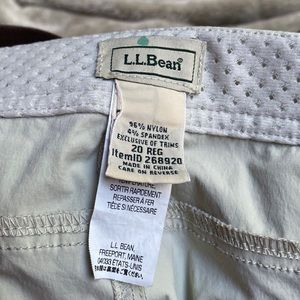 L.L.Bean®
96% NYLON
4% SPANDEX
EXCLUSIVE OF TRIMS
20 REG
ItemID 268920
MADE IN CHINA
CARE ON REVERSE
SORTIR RAPIDEMENT
REPASSER À FER
TIÈDE SI NÉCESSAIRE
L.L. BEAN,
FREEPORT, MAINE
04033 ÉTATS-UNIS